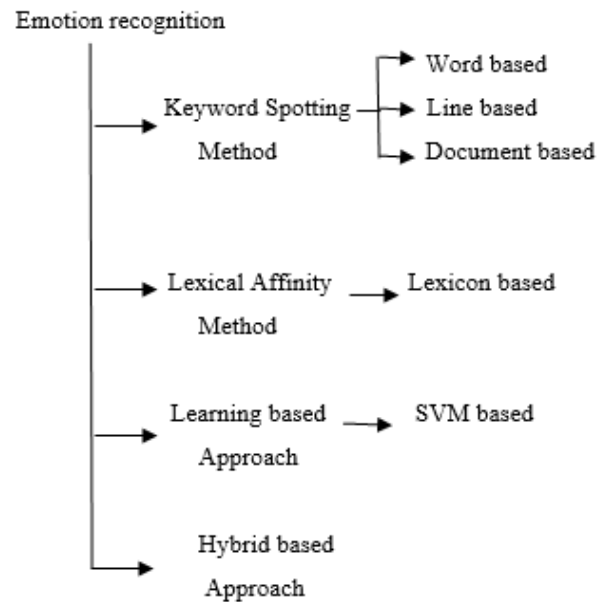 Emotion recognition
Word based
Keyword Spotting
Line based
Method
Document based
Lexical Affinity
Lexicon based
Method
Learning based
SVM based
Approach
Hybrid based
Approach